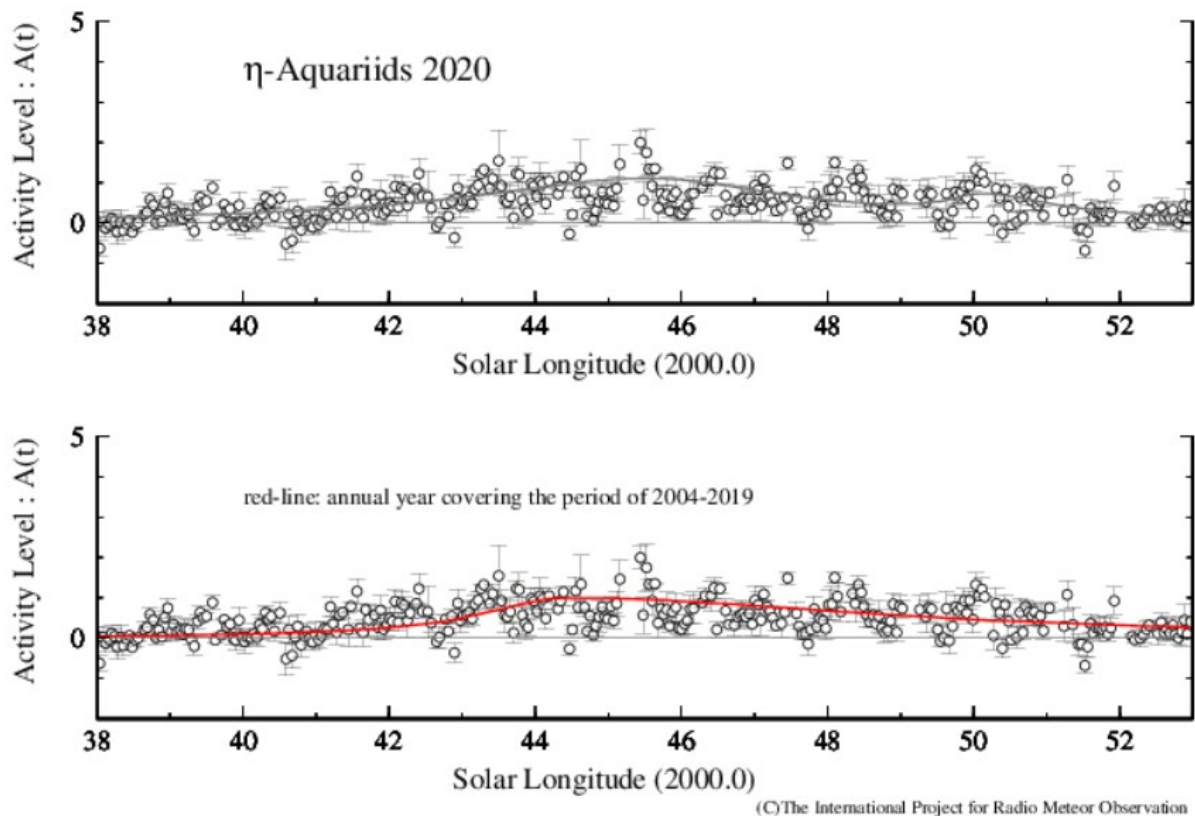 5
η-Aquariids 2020
Activity Level : A(t)
0
38 40 42 44 46 48 50 52
Solar Longitude (2000.0)
5
red-line: annual year covering the period of 2004-2019
Activity Level : A(t)
0
38 40 42 44 46 48 50 52
Solar Longitude (2000.0)
(C)The International Project for Radio Meteor Observation